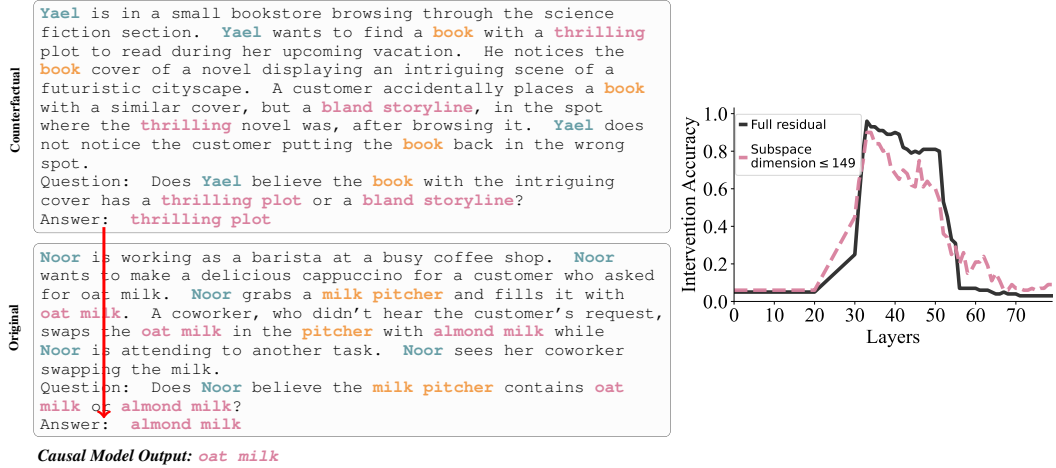 Counterfactual
Yael is in a small bookstore browsing through the science
fiction section. Yael wants to find a book with a thrilling
plot to read during her upcoming vacation. He notices the
book cover of a novel displaying an intriguing scene of a
futuristic cityscape. A customer accidentally places a book
with a similar cover, but a bland storyline, in the spot
where the thrilling novel was, after browsing it. Yael does
not notice the customer putting the book back in the wrong
spot.
Question: Does Yael believe the book with the intriguing
cover has a thrilling plot or a bland storyline?
Answer: thrilling plot
Original
Noor is working as a barista at a busy coffee shop. Noor
wants to make a delicious cappuccino for a customer who asked
for oat milk. Noor grabs a milk pitcher and fills it with
oat milk. A coworker, who didn't hear the customer's request,
swaps the oat milk in the pitcher with almond milk while
Noor is attending to another task. Noor sees her coworker
swapping the milk.
Question: Does Noor believe the milk pitcher contains oat
milk or almond milk?
Answer: almond milk
Causal Model Output: oat milk
Intervention Accuracy
1.0
0.8
0.6
0.4
0.2
0.0
Full residual
Subspace
dimension ≤ 149
0 10 20 30 40 50 60 70
Layers